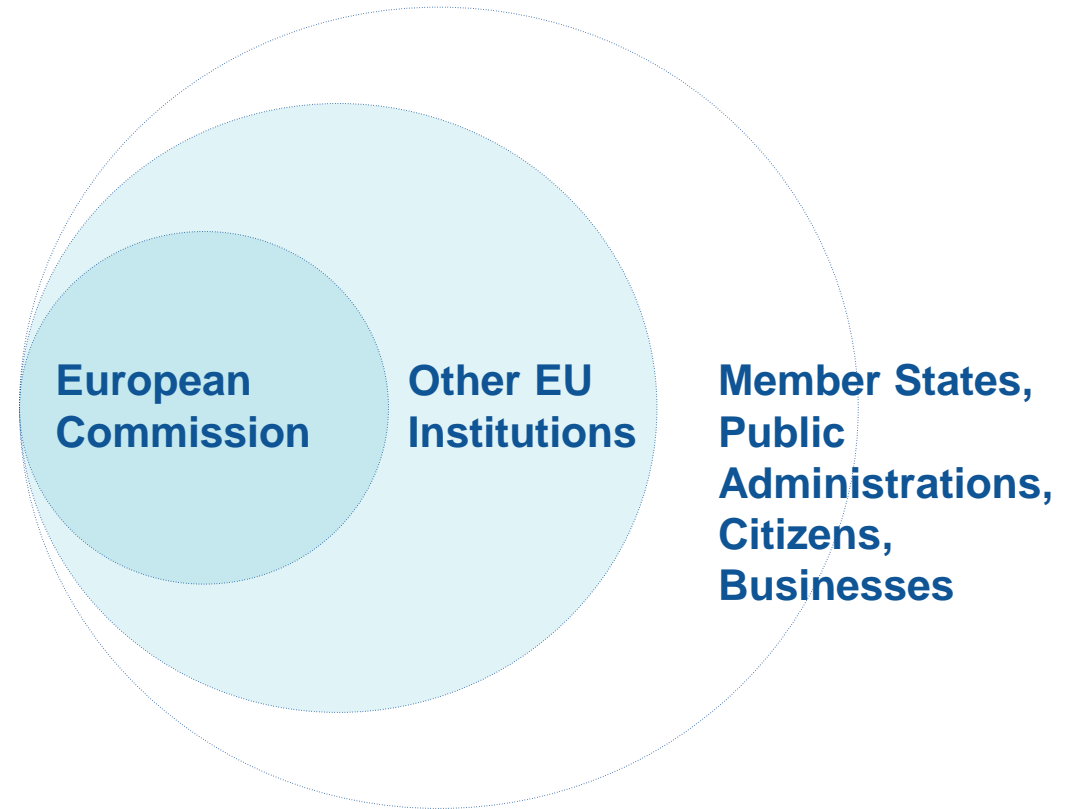 European
Commission
Other EU
Institutions
Member States,
Public
Administrations,
Citizens,
Businesses